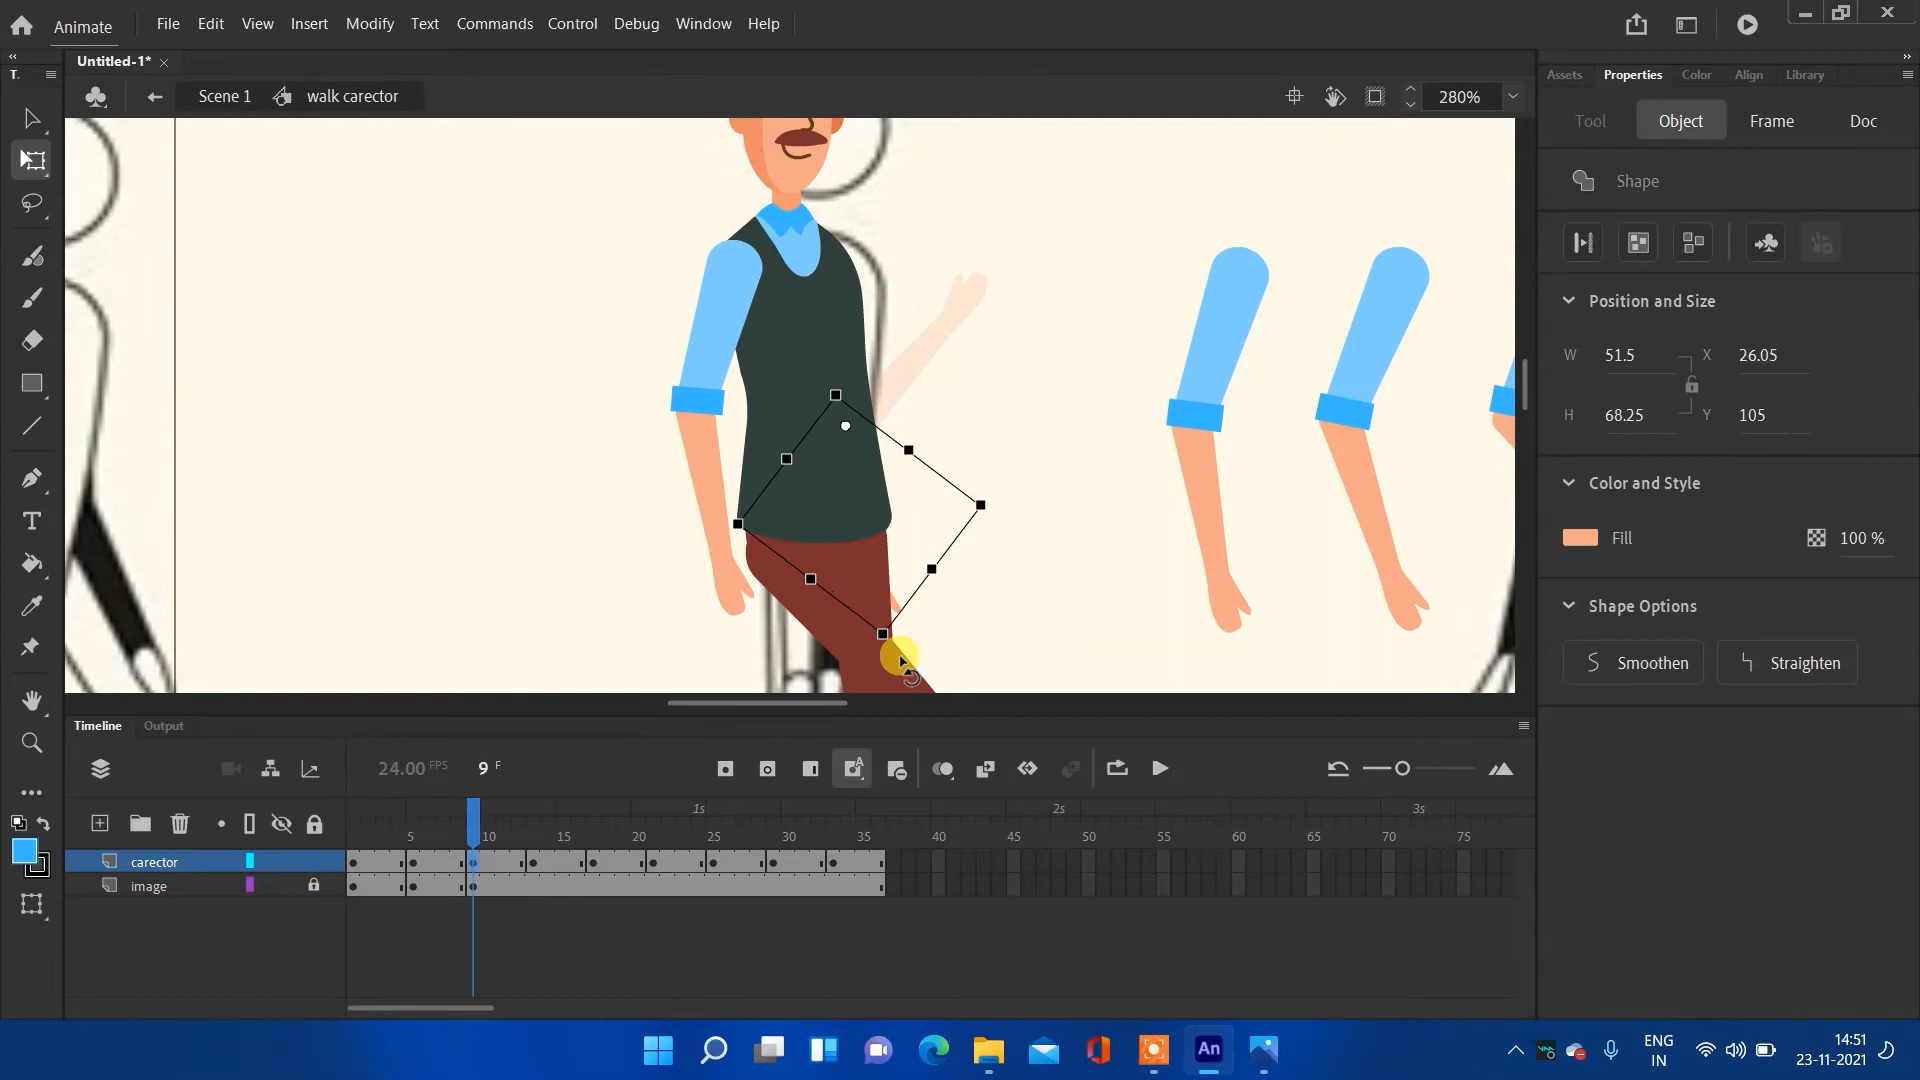 Animate File Edit View Insert Modify Text Commands Control Debug Window Help
Untitled-1*
T. Assets Properties Color Align Library
Scene 1 walk carector 280%
Tool Object Frame Doc
Shape
Position and Size
W 51.5 X 26.05
H 68.25 Y 105
Color and Style
Fill 100 %
Shape Options
Smoothen Straighten
T
Timeline Output
24.00 FPS 9 F
1s 2s 3s
5 10 15 20 25 30 35 40 45 50 55 60 65 70 75
carector
image
An
ENG
IN
14:51
23-11-2021